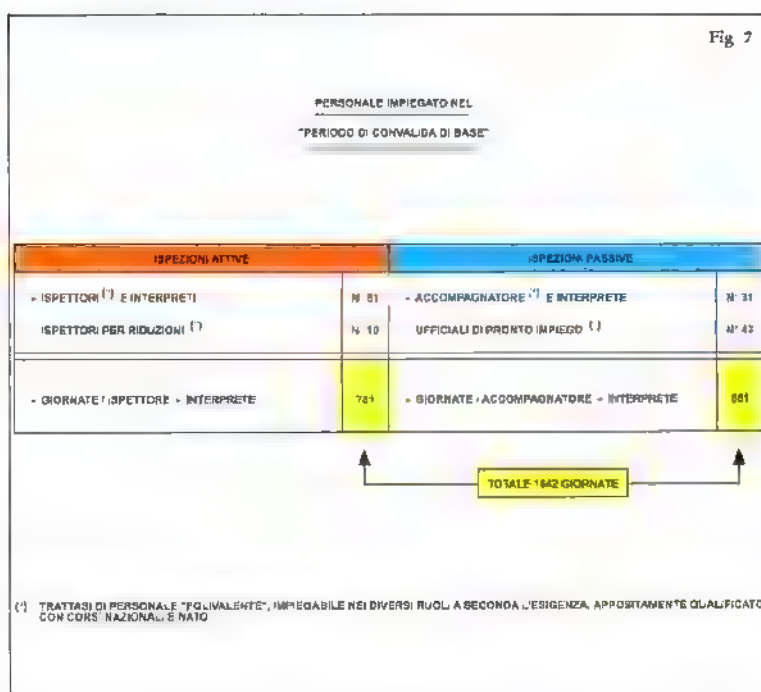 Fig 7
PERSONALE IMPIEGATO NEL
"PERIODO DI CONVALIDA DI BASE"
ISPEZIONI ATTIVE
ISPEZIONI PASSIVE
- ISPETTORI (*) E INTERPRETI
N°
- ACCOMPAGNATORE (*) E INTERPRETE
N° 31
ISPETTORI PER RIDUZIONI (*)
N° 10
UFFICIALI DI PRONTO IMPIEGO (*)
N° 43
- GIORNATE / ISPETTORE + INTERPRETE
781
- GIORNATE / ACCOMPAGNATORE + INTERPRETE
861
TOTALE 1642 GIORNATE
(*) TRATTASI DI PERSONALE "POLIVALENTE", IMPIEGABILE NEI DIVERSI RUOLI A SECONDA L'ESIGENZA, APPOSITAMENTE QUALIFICATO
CON CORSI NAZIONALI E NATO